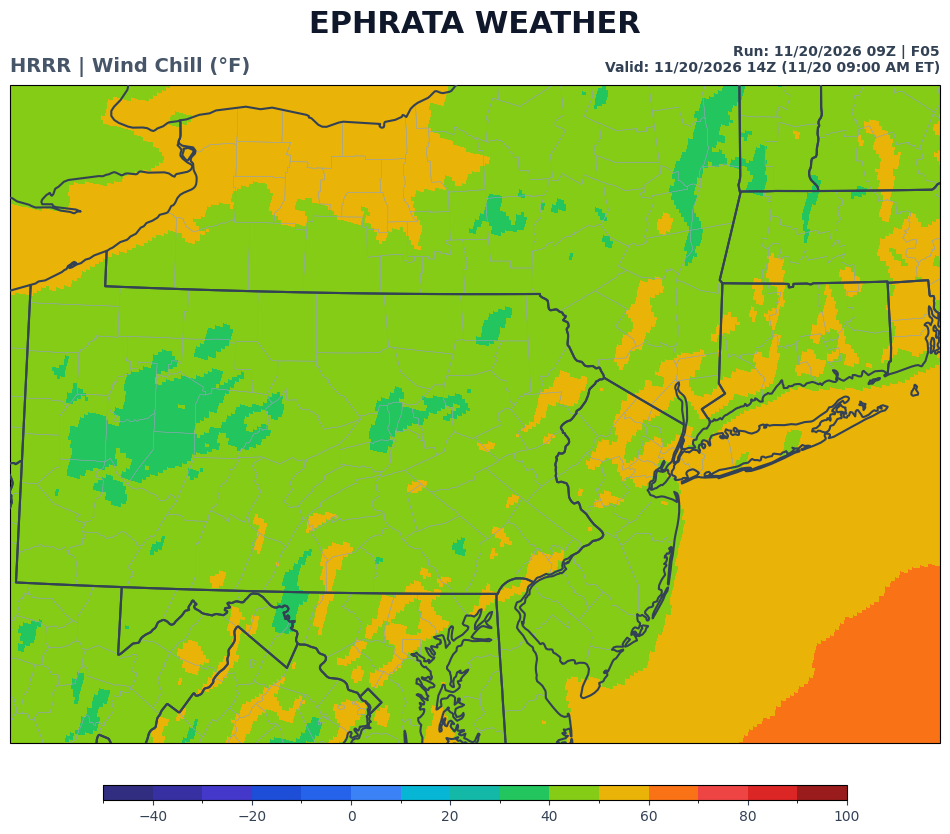 EPHRATA WEATHER
HRRR | Wind Chill (°F)
Run: 11/20/2026 09Z | F05
Valid: 11/20/2026 14Z (11/20 09:00 AM ET)
−40 −20 0 20 40 60 80 100